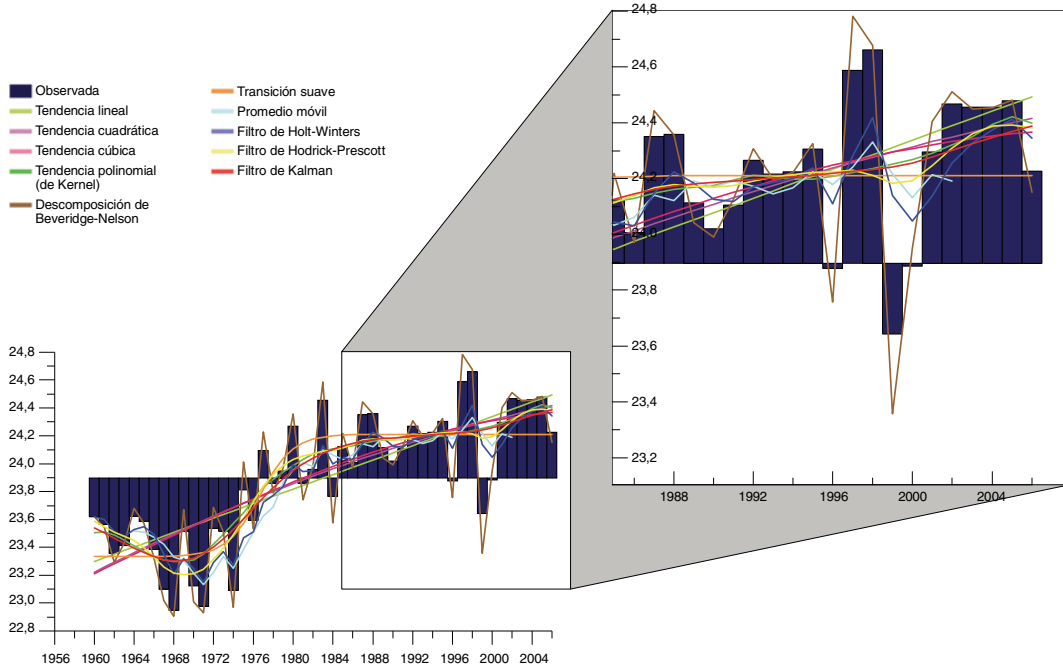 Observada
Tendencia lineal
Tendencia cuadrática
Tendencia cúbica
Tendencia polinomial
(de Kernel)
Descomposición de
Beveridge-Nelson
Transición suave
Promedio móvil
Filtro de Holt-Winters
Filtro de Hodrick-Prescott
Filtro de Kalman
24,8
24,6
24,4
24,2
24,0
23,8
23,6
23,4
23,2
1988 1992 1996 2000 2004
24,8
24,6
24,4
24,2
24,0
23,8
23,6
23,4
23,2
23,0
22,8
1956 1960 1964 1968 1972 1976 1980 1984 1988 1992 1996 2000 2004